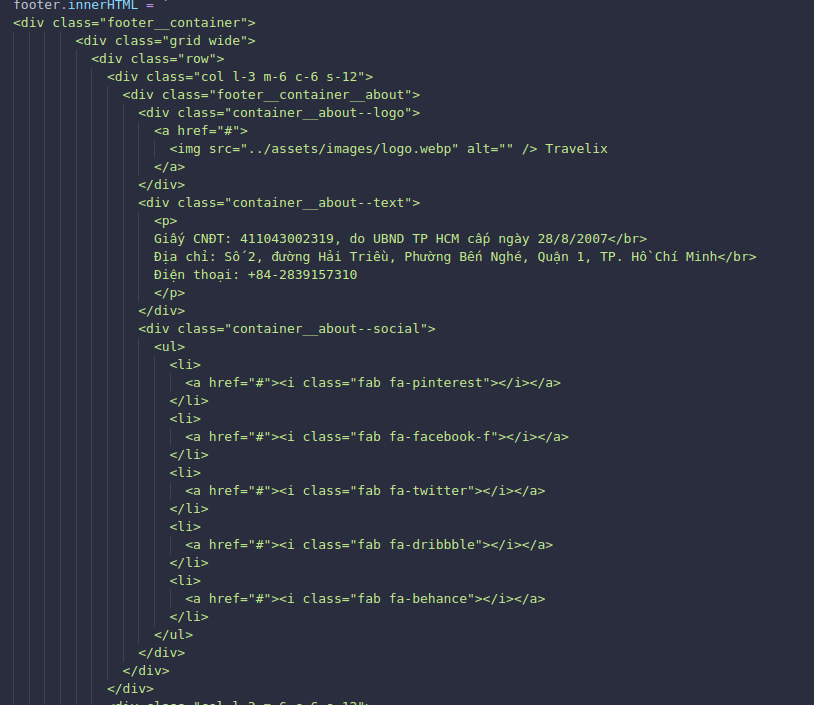 footer.innerHTML = `
<div class="footer__container">
<div class="grid wide">
<div class="row">
<div class="col l-3 m-6 c-6 s-12">
<div class="footer__container__about">
<div class="container__about--logo">
<a href="#">
<img src="../assets/images/logo.webp" alt="" /> Travelix
</a>
</div>
<div class="container__about--text">
<p>
Giấy CNĐT: 411043002319, do UBND TP HCM cấp ngày 28/8/2007</br>
Địa chỉ: Số 2, đường Hải Triều, Phường Bến Nghé, Quận 1, TP. Hồ Chí Minh</br>
Điện thoại: +84-2839157310
</p>
</div>
<div class="container__about--social">
<ul>
<li>
<a href="#"><i class="fab fa-pinterest"></i></a>
</li>
<li>
<a href="#"><i class="fab fa-facebook-f"></i></a>
</li>
<li>
<a href="#"><i class="fab fa-twitter"></i></a>
</li>
<li>
<a href="#"><i class="fab fa-dribbble"></i></a>
</li>
<li>
<a href="#"><i class="fab fa-behance"></i></a>
</li>
</ul>
</div>
</div>
</div>
<div class="col l-3 m-6 c-6 s-12">